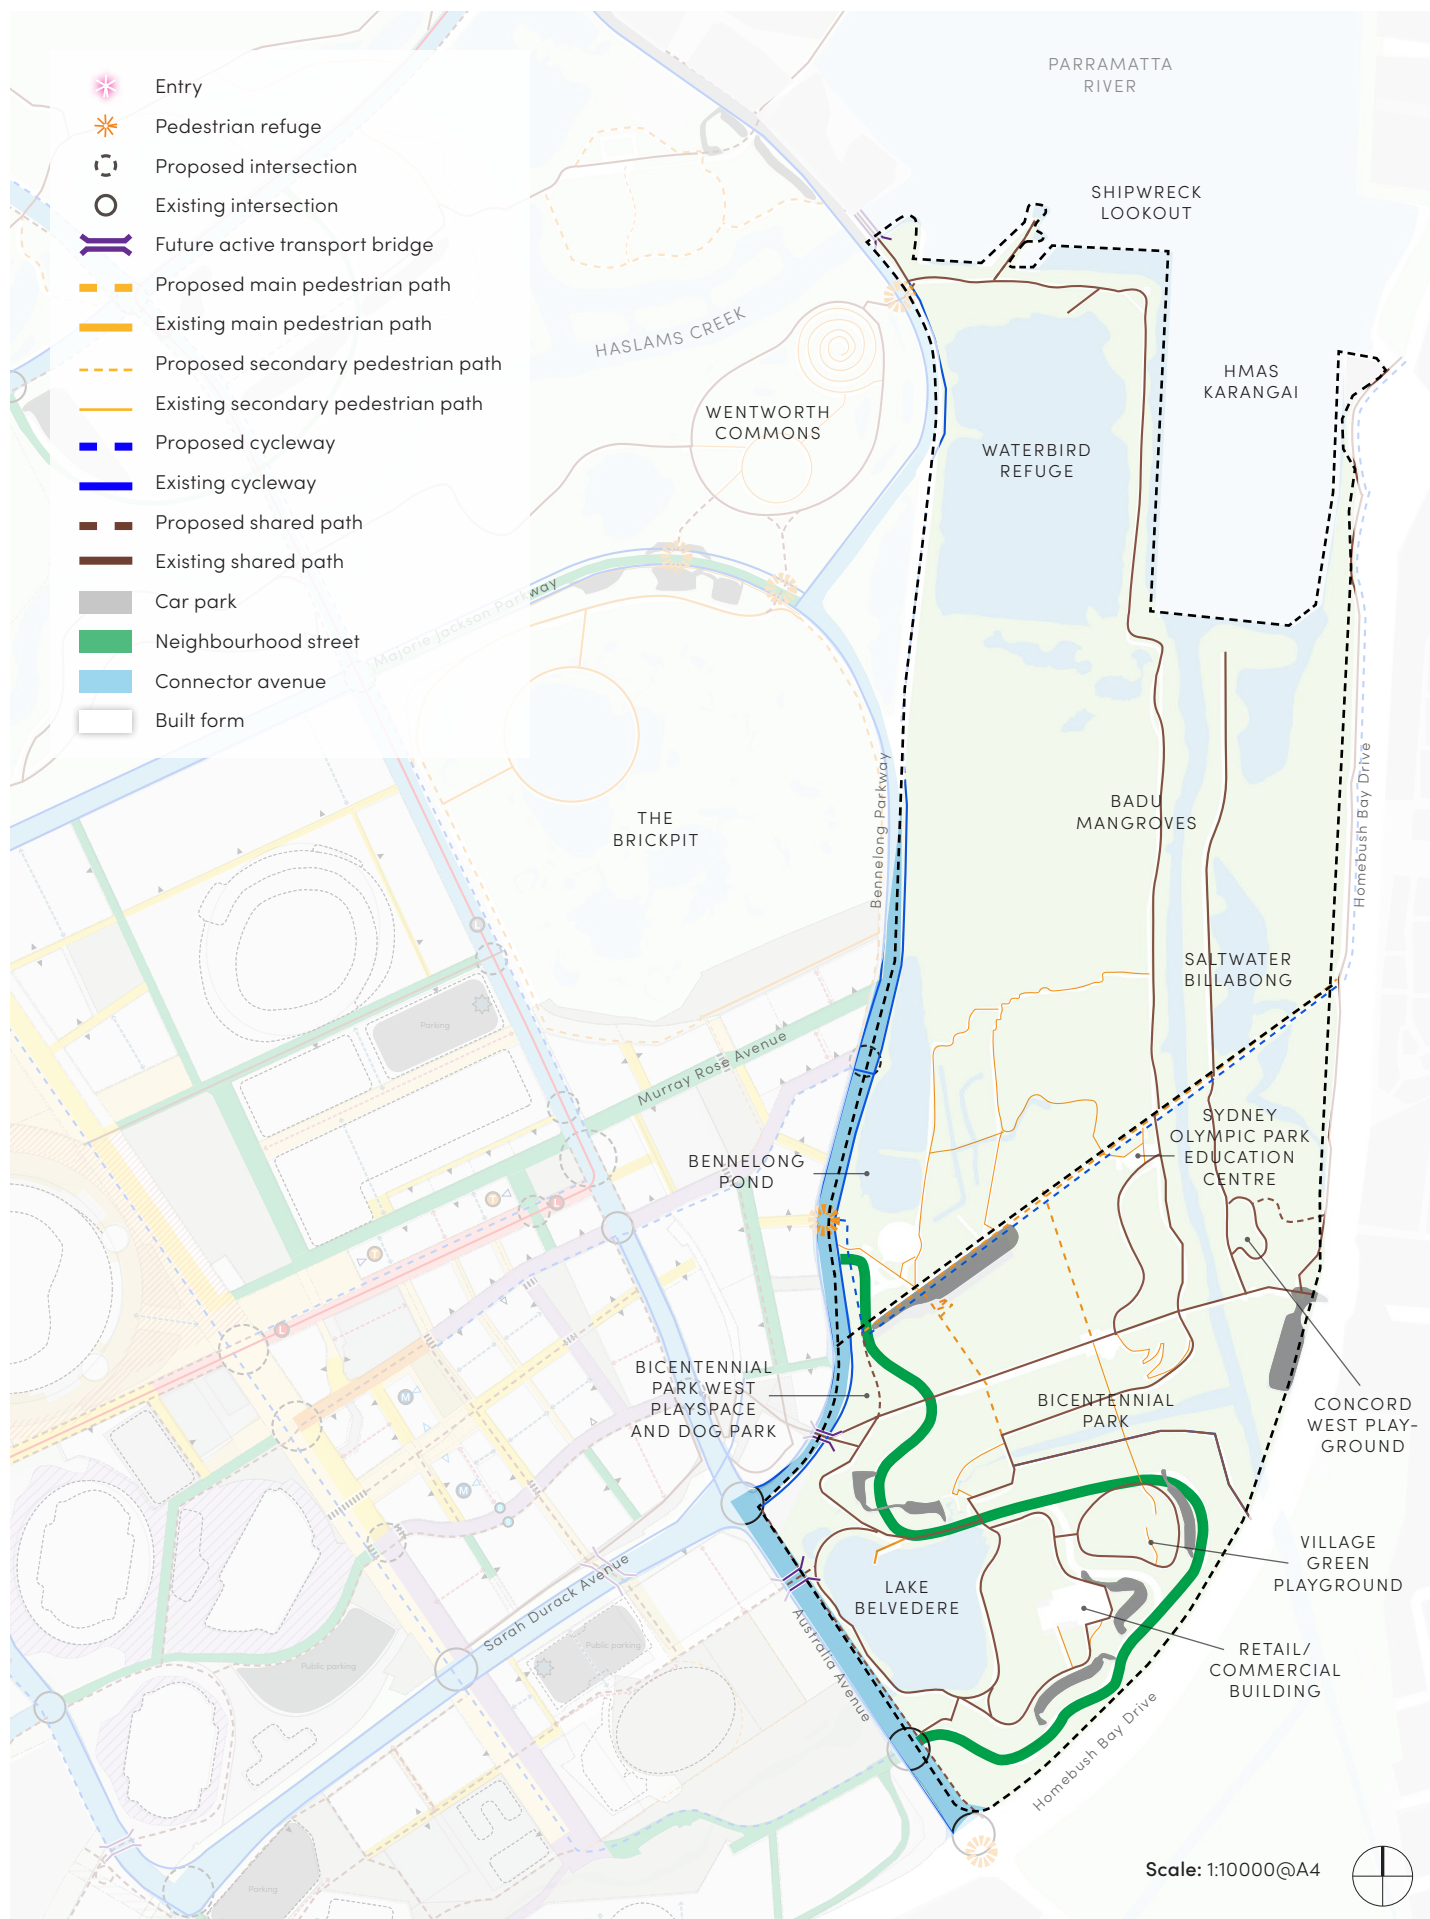 Entry
Pedestrian refuge
Proposed intersection
Existing intersection
Future active transport bridge
Proposed main pedestrian path
Existing main pedestrian path
Proposed secondary pedestrian path
Existing secondary pedestrian path
Proposed cycleway
Existing cycleway
Proposed shared path
Existing shared path
Car park
Neighbourhood street
Connector avenue
Built form
PARRAMATTA
RIVER
SHIPWRECK
LOOKOUT
HASLAMS CREEK
HMAS
KARANGAI
WENTWORTH
COMMONS
WATERBIRD
REFUGE
Marjorie Jackson Parkway
THE
BRICKPIT
Bennelong Parkway
BADU
MANGROVES
Homebush Bay Drive
SALTWATER
BILLABONG
Parking
Murray Rose Avenue
SYDNEY
OLYMPIC PARK
EDUCATION
CENTRE
BENNELONG
POND
L
T
L
T
L
M
M
BICENTENNIAL
PARK WEST
PLAYSPACE
AND DOG PARK
BICENTENNIAL
PARK
CONCORD
WEST PLAY-
GROUND
VILLAGE
GREEN
PLAYGROUND
LAKE
BELVEDERE
Sarah Durack Avenue
Public parking
Public parking
Australia Avenue
RETAIL/
COMMERCIAL
BUILDING
Homebush Bay Drive
Parking
Scale: 1:10000@A4